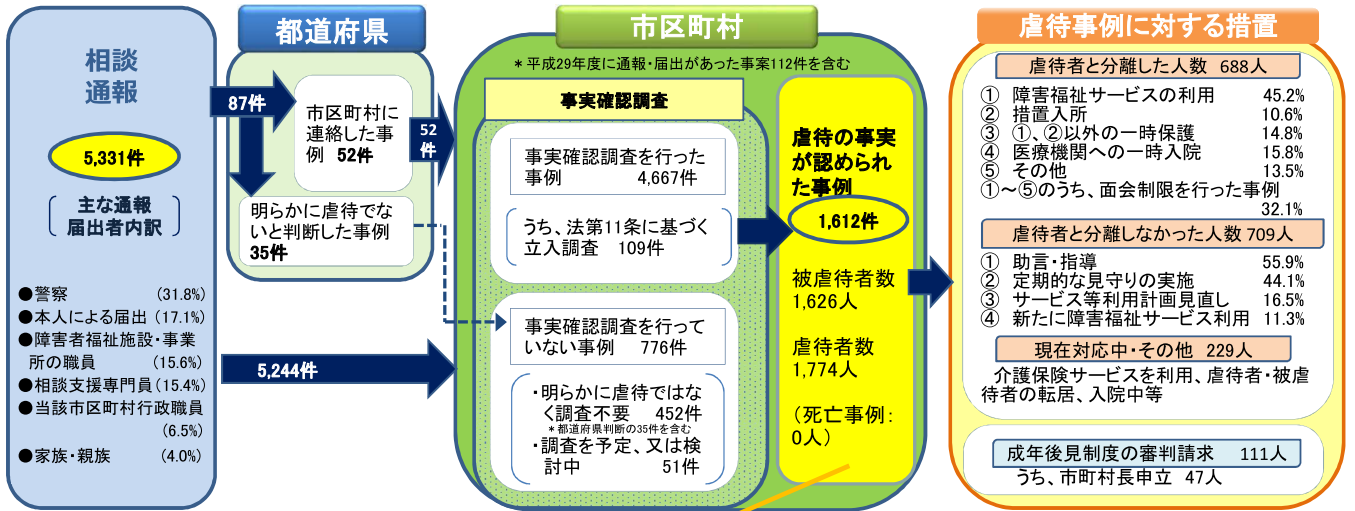 相談
通報
5,331件
主な通報
届出者内訳
●警察 (31.8%)
●本人による届出 (17.1%)
●障害者福祉施設・事業
所の職員 (15.6%)
●相談支援専門員(15.4%)
●当該市区町村行政職員
(6.5%)
●家族・親族 (4.0%)
都道府県
87件
市区町村に
連絡した事
例 52件
52
件
明らかに虐待でな
いと判断した事例
35件
5,244件
市区町村
＊平成29年度に通報・届出があった事案112件を含む
事実確認調査
事実確認調査を行った
事例 4,667件
うち、法第11条に基づく
立入調査 109件
事実確認調査を行って
いない事例 776件
・明らかに虐待ではな
く調査不要 452件
＊都道府県判断の35件を含む
・調査を予定、又は検
討中 51件
虐待の事実
が認められ
た事例
1,612件
被虐待者数
1,626人
虐待者数
1,774人
（死亡事例：
0人）
虐待事例に対する措置
虐待者と分離した人数 688人
① 障害福祉サービスの利用 45.2%
② 措置入所 10.6%
③ ①、②以外の一時保護 14.8%
④ 医療機関への一時入院 15.8%
⑤ その他 13.5%
①～⑤のうち、面会制限を行った事例
32.1%
虐待者と分離しなかった人数 709人
① 助言・指導 55.9%
② 定期的な見守りの実施 44.1%
③ サービス等利用計画見直し 16.5%
④ 新たに障害福祉サービス利用 11.3%
現在対応中・その他 229人
介護保険サービスを利用、虐待者・被虐
待者の転居、入院中等
成年後見制度の審判請求 111人
うち、市町村長申立 47人